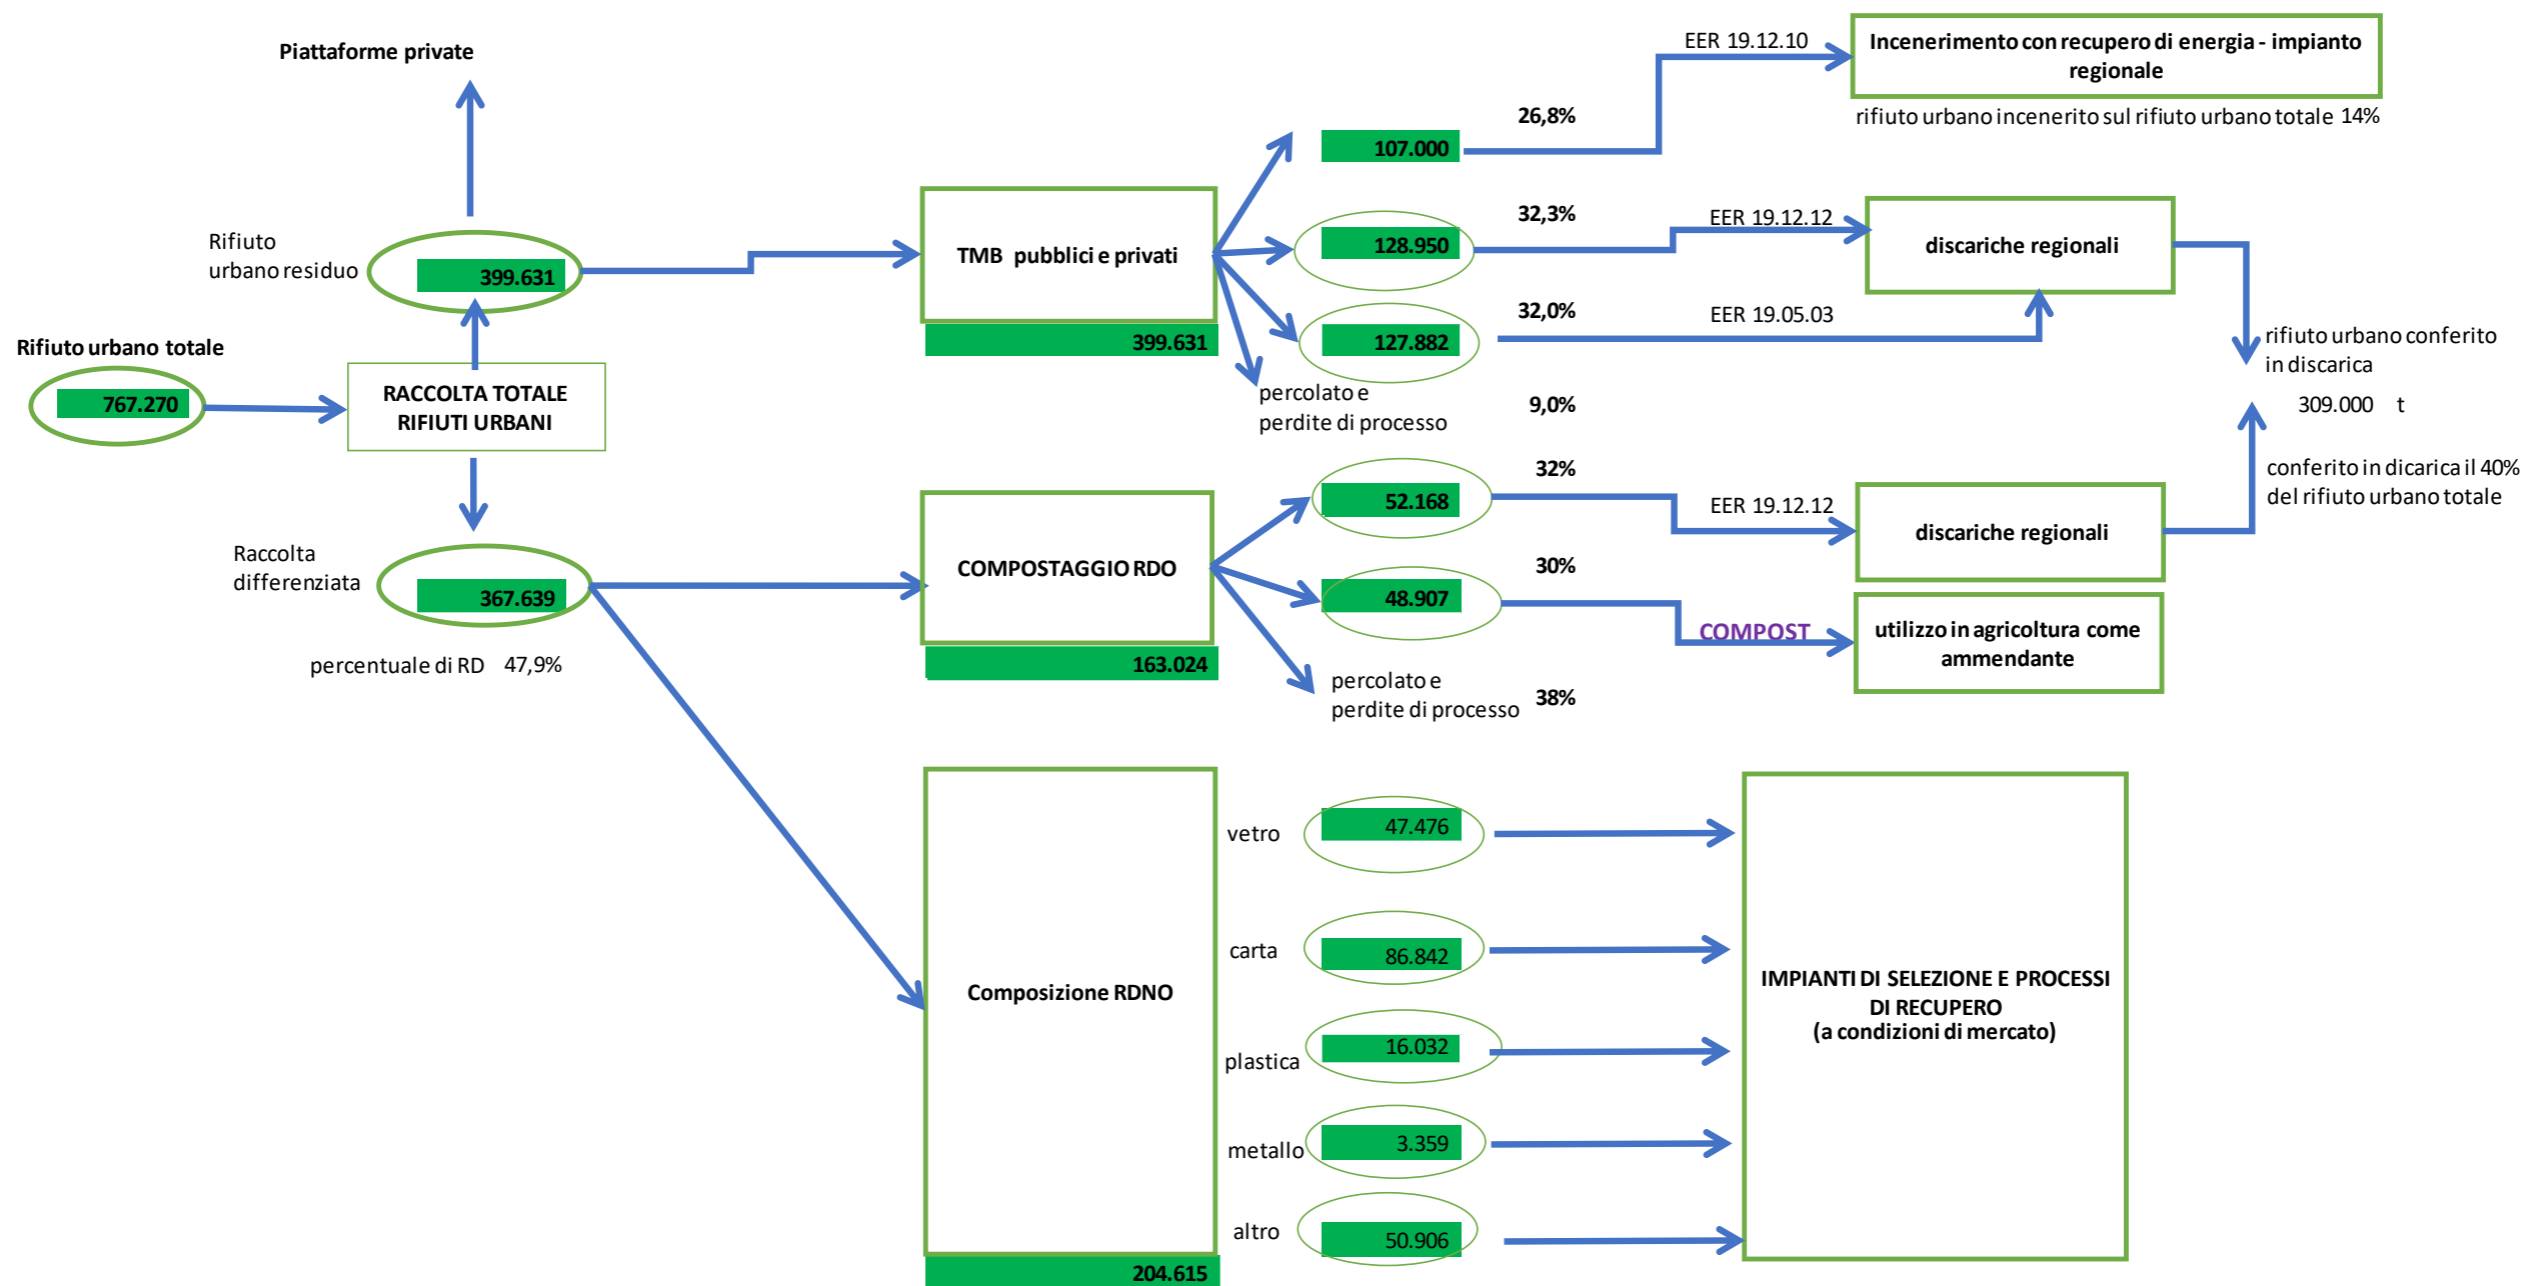 Piattaforme private
EER 19.12.10
Incenerimento con recupero di energia - impianto
regionale
rifiuto urbano incenerito sul rifiuto urbano totale 14%
26,8%
107.000
Rifiuto
urbano residuo
399.631
TMB pubblici e privati
399.631
32,3%
128.950
EER 19.12.12
discariche regionali
32,0%
127.882
EER 19.05.03
percolato e
perdite di processo
9,0%
rifiuto urbano conferito
in discarica
309.000 t
conferito in dicarica il 40%
del rifiuto urbano totale
Rifiuto urbano totale
767.270
RACCOLTA TOTALE
RIFIUTI URBANI
Raccolta
differenziata
367.639
percentuale di RD 47,9%
COMPOSTAGGIO RDO
163.024
32%
52.168
EER 19.12.12
discariche regionali
30%
48.907
COMPOST
utilizzo in agricoltura come
ammendante
percolato e
perdite di processo
38%
Composizione RDNO
204.615
vetro
47.476
carta
86.842
plastica
16.032
metallo
3.359
altro
50.906
IMPIANTI DI SELEZIONE E PROCESSI
DI RECUPERO
(a condizioni di mercato)